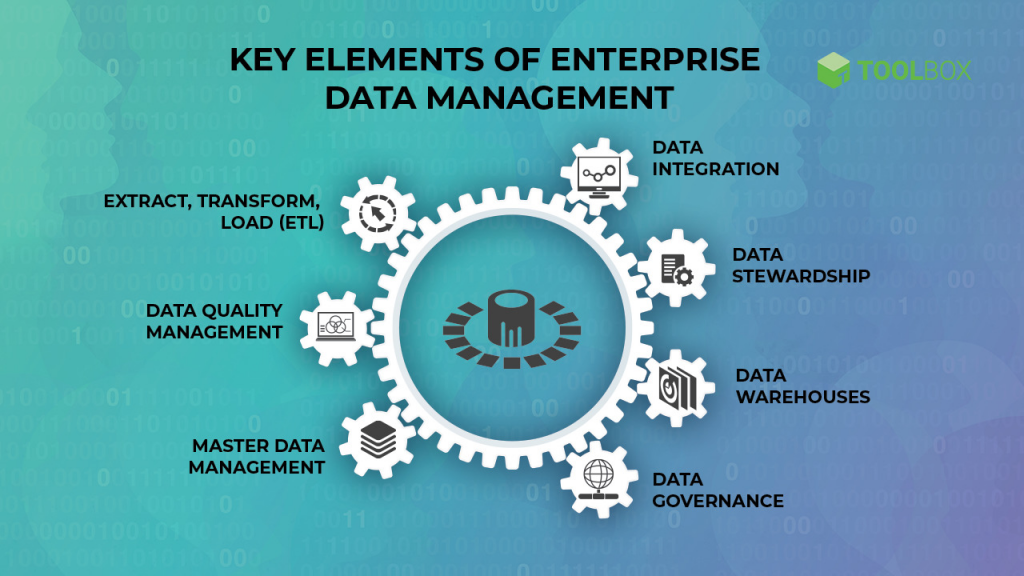 KEY ELEMENTS OF ENTERPRISE
DATA MANAGEMENT
TOOLBOX
DATA
INTEGRATION
EXTRACT, TRANSFORM,
LOAD (ETL)
DATA
STEWARDSHIP
DATA QUALITY
MANAGEMENT
DATA
WAREHOUSES
MASTER DATA
MANAGEMENT
DATA
GOVERNANCE